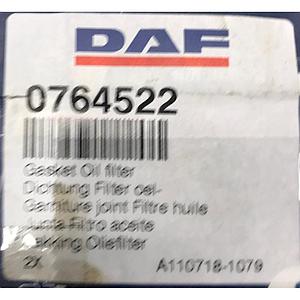 DAF
0764522
Gasket Oil filter
Dichtung Filter oel-
Garniture joint Filtre huile
Junta Filtro aceite
Pakking Oliefilter
2X A110718-1079